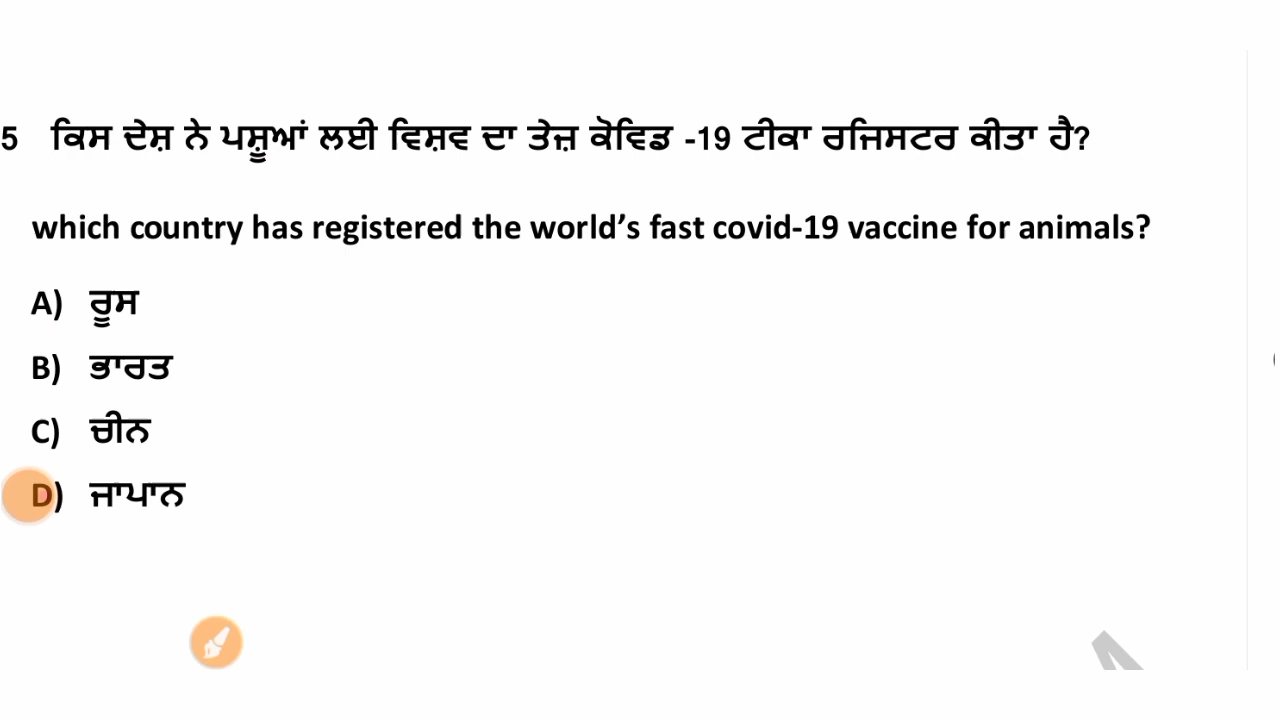 5 ਕਿਸ ਦੇਸ਼ ਨੇ ਪਸ਼ੂਆਂ ਲਈ ਵਿਸ਼ਵ ਦਾ ਤੇਜ਼ ਕੋਵਿਡ -19 ਟੀਕਾ ਰਜਿਸਟਰ ਕੀਤਾ ਹੈ?
which country has registered the world’s fast covid-19 vaccine for animals?
A) ਰੂਸ
B) ਭਾਰਤ
C) ਚੀਨ
D) ਜਾਪਾਨ